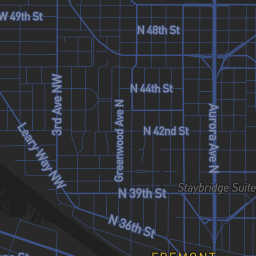 W 49th St
N 48th St
N 44th St
3rd Ave NW
Greenwood Ave N
Aurora Ave N
N 42nd St
Leary Way NW
N 39th St
Staybridge Suite
N 36th St
FREMONT